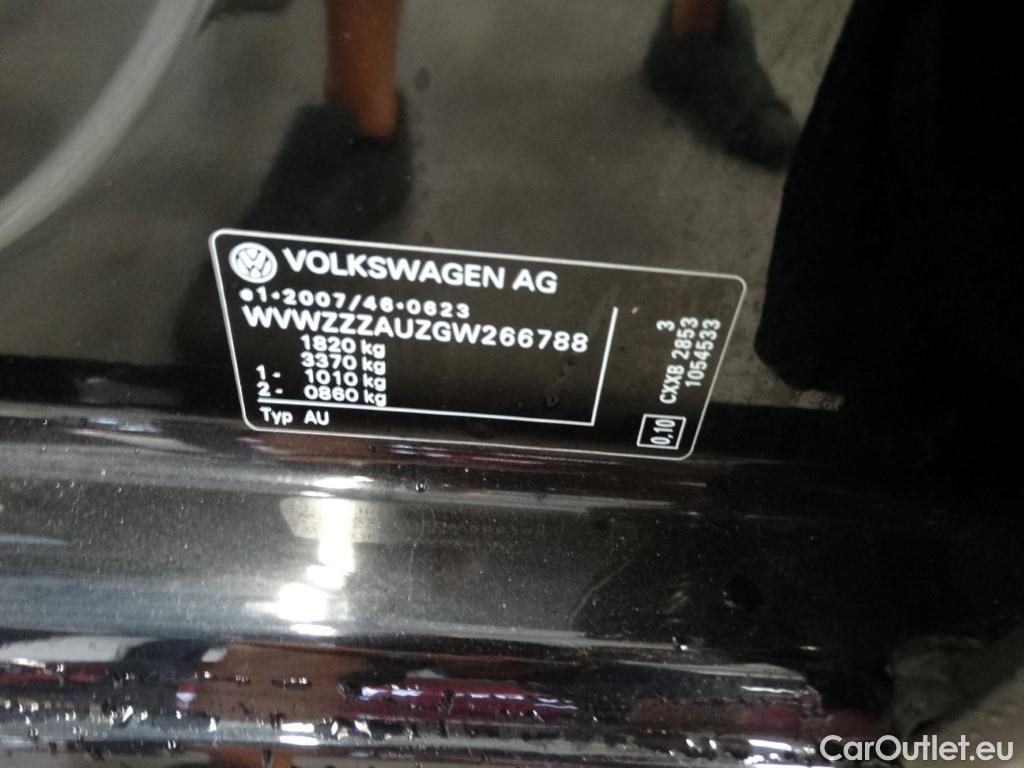 VOLKSWAGEN AG
e1*2007/46*0623
WVWZZZAUZGW266788
1820 kg
3370 kg
1 - 1010 kg
2 - 0860 kg
Typ AU
3
CXXB 2853
1054533
0,10
CarOutlet.eu